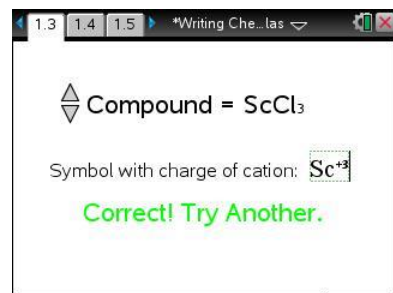 1.3 1.4 1.5 *Writing Che...las
Compound = ScCl₃
Symbol with charge of cation: Sc⁺³
Correct! Try Another.